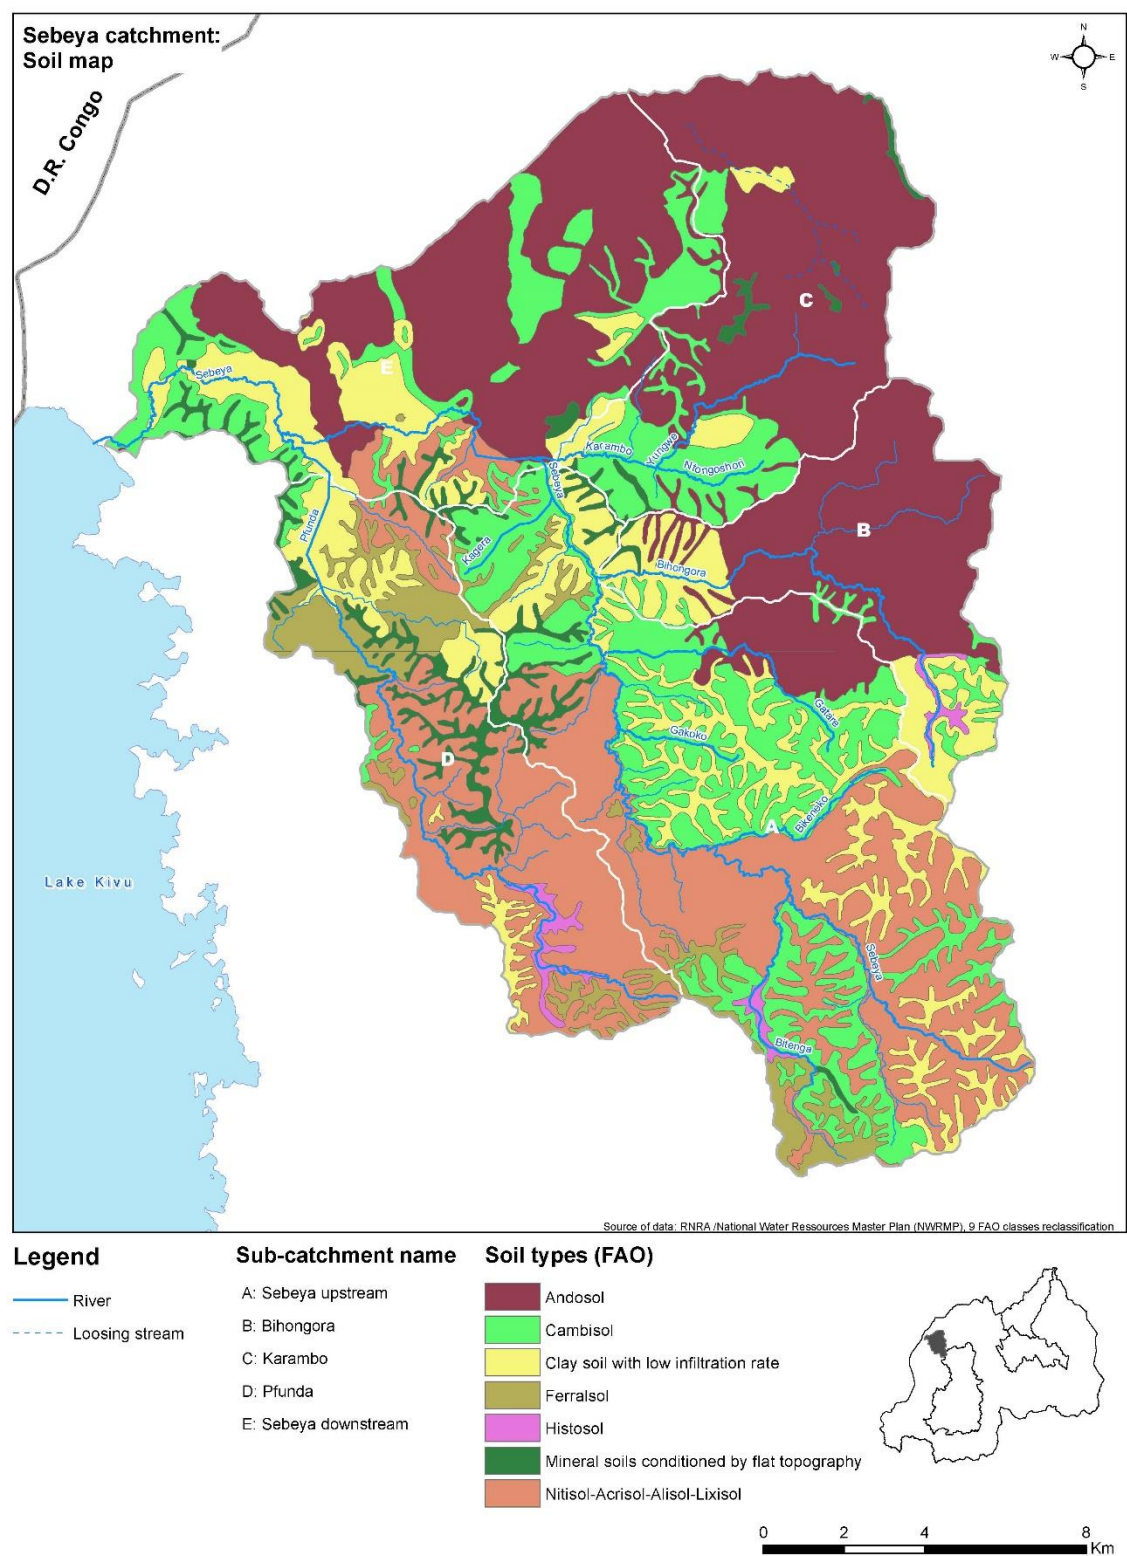 Sebeya catchment:
Soil map
N
W
E
S
D.R. Congo
C
E
Sebeya
Karambo
Yungwe
Nfongoshori
Sebeya
B
Pfunda
Kagera
Bihongora
Gatare
Gakoko
D
A
Bikeneko
Lake Kivu
Sebeya
Bitenga
Source of data: RNRA /National Water Ressources Master Plan (NWRMP), 9 FAO classes reclassification
Legend
River
Loosing stream
Sub-catchment name
A: Sebeya upstream
B: Bihongora
C: Karambo
D: Pfunda
E: Sebeya downstream
Soil types (FAO)
Andosol
Cambisol
Clay soil with low infiltration rate
Ferralsol
Histosol
Mineral soils conditioned by flat topography
Nitisol-Acrisol-Alisol-Lixisol
0 2 4 8
Km